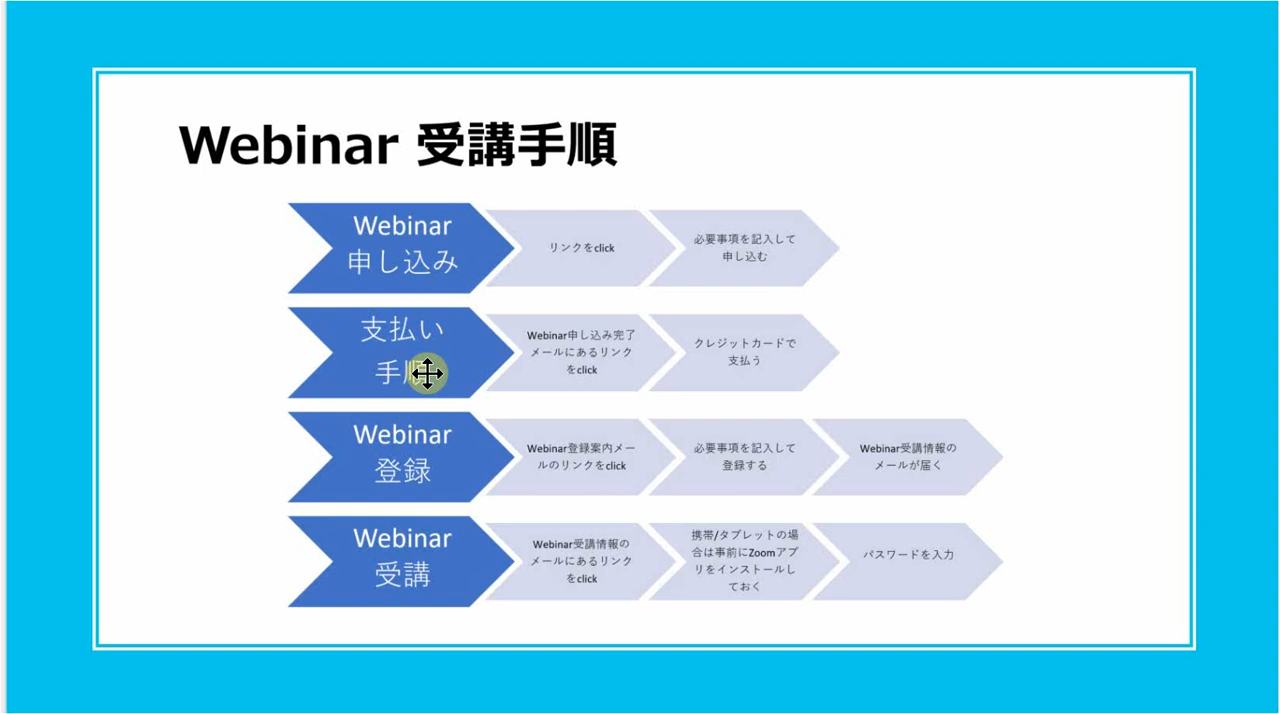 Webinar 受講手順
Webinar
申し込み
リンクをclick
必要事項を記入して
申し込む
支払い
手順
Webinar申し込み完了
メールにあるリンク
をclick
クレジットカードで
支払う
Webinar
登録
Webinar登録案内メー
ルのリンクをclick
必要事項を記入して
登録する
Webinar受講情報の
メールが届く
Webinar
受講
Webinar受講情報の
メールにあるリンク
をclick
携帯/タブレットの場
合は事前にZoomアプ
リをインストールし
ておく
パスワードを入力